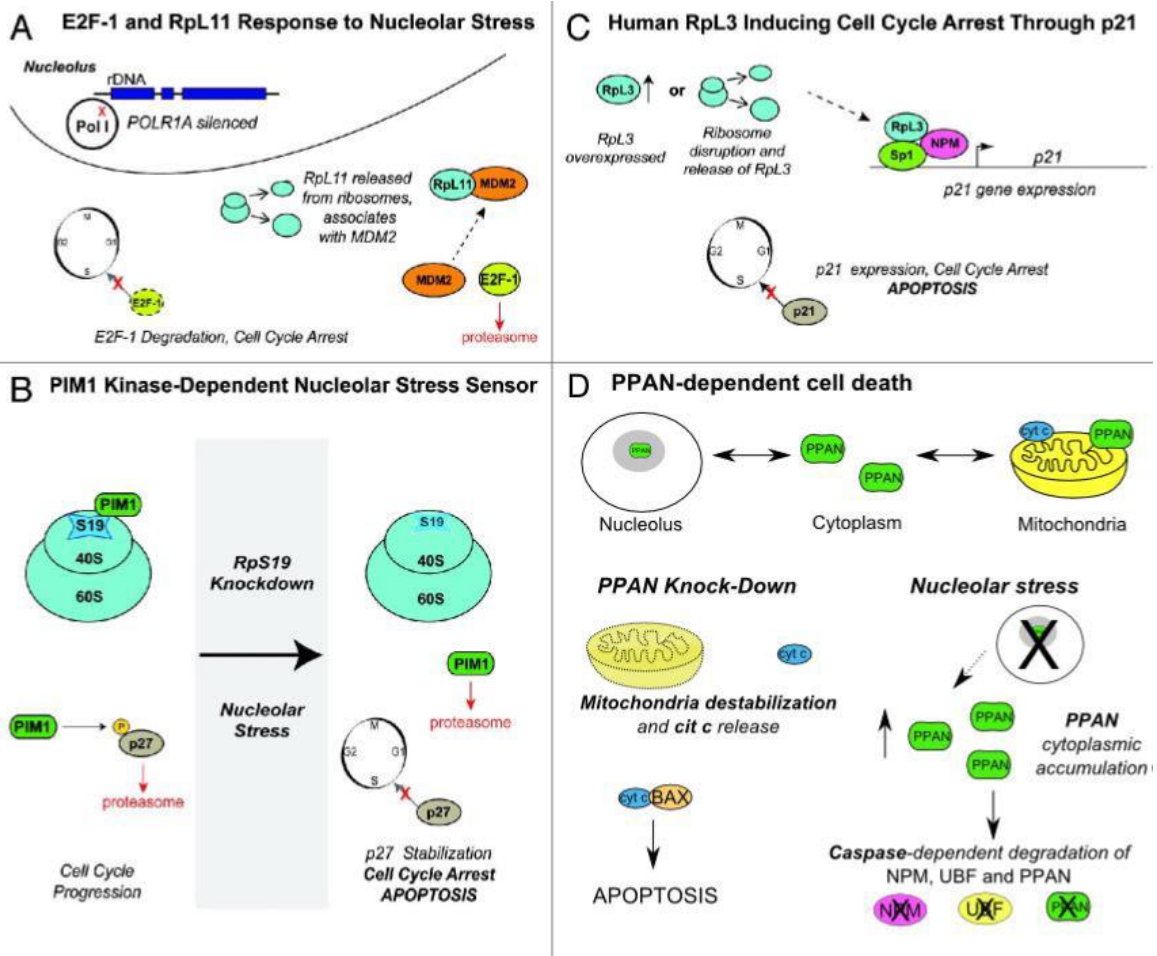 A E2F-1 and RpL11 Response to Nucleolar Stress
Nucleolus
rDNA
X
Pol I
POLR1A silenced
RpL11 released
from ribosomes,
associates
with MDM2
RpL11 MDM2
M
G2 G1
S
X
E2F-1
MDM2 E2F-1
proteasome
E2F-1 Degradation, Cell Cycle Arrest
B PIM1 Kinase-Dependent Nucleolar Stress Sensor
PIM1
S19
40S
60S
RpS19
Knockdown
Nucleolar
Stress
S19
40S
60S
PIM1
proteasome
PIM1
P
p27
proteasome
M
G2 G1
S
X
p27
Cell Cycle
Progression
p27 Stabilization
Cell Cycle Arrest
APOPTOSIS
C Human RpL3 Inducing Cell Cycle Arrest Through p21
RpL3 or
RpL3
overexpressed
Ribosome
disruption and
release of RpL3
RpL3
NPM
Sp1
p21
p21 gene expression
M
G2 G1
S
X
p21
p21 expression, Cell Cycle Arrest
APOPTOSIS
D PPAN-dependent cell death
PPAN
Nucleolus
PPAN
PPAN
Cytoplasm
cyt c
PPAN
Mitochondria
PPAN Knock-Down
cyt c
Mitochondria destabilization
and cit c release
cyt c BAX
APOPTOSIS
Nucleolar stress
PPAN
PPAN
PPAN
PPAN
cytoplasmic
accumulation
Caspase-dependent degradation of
NPM, UBF and PPAN
NPM UBF PPAN